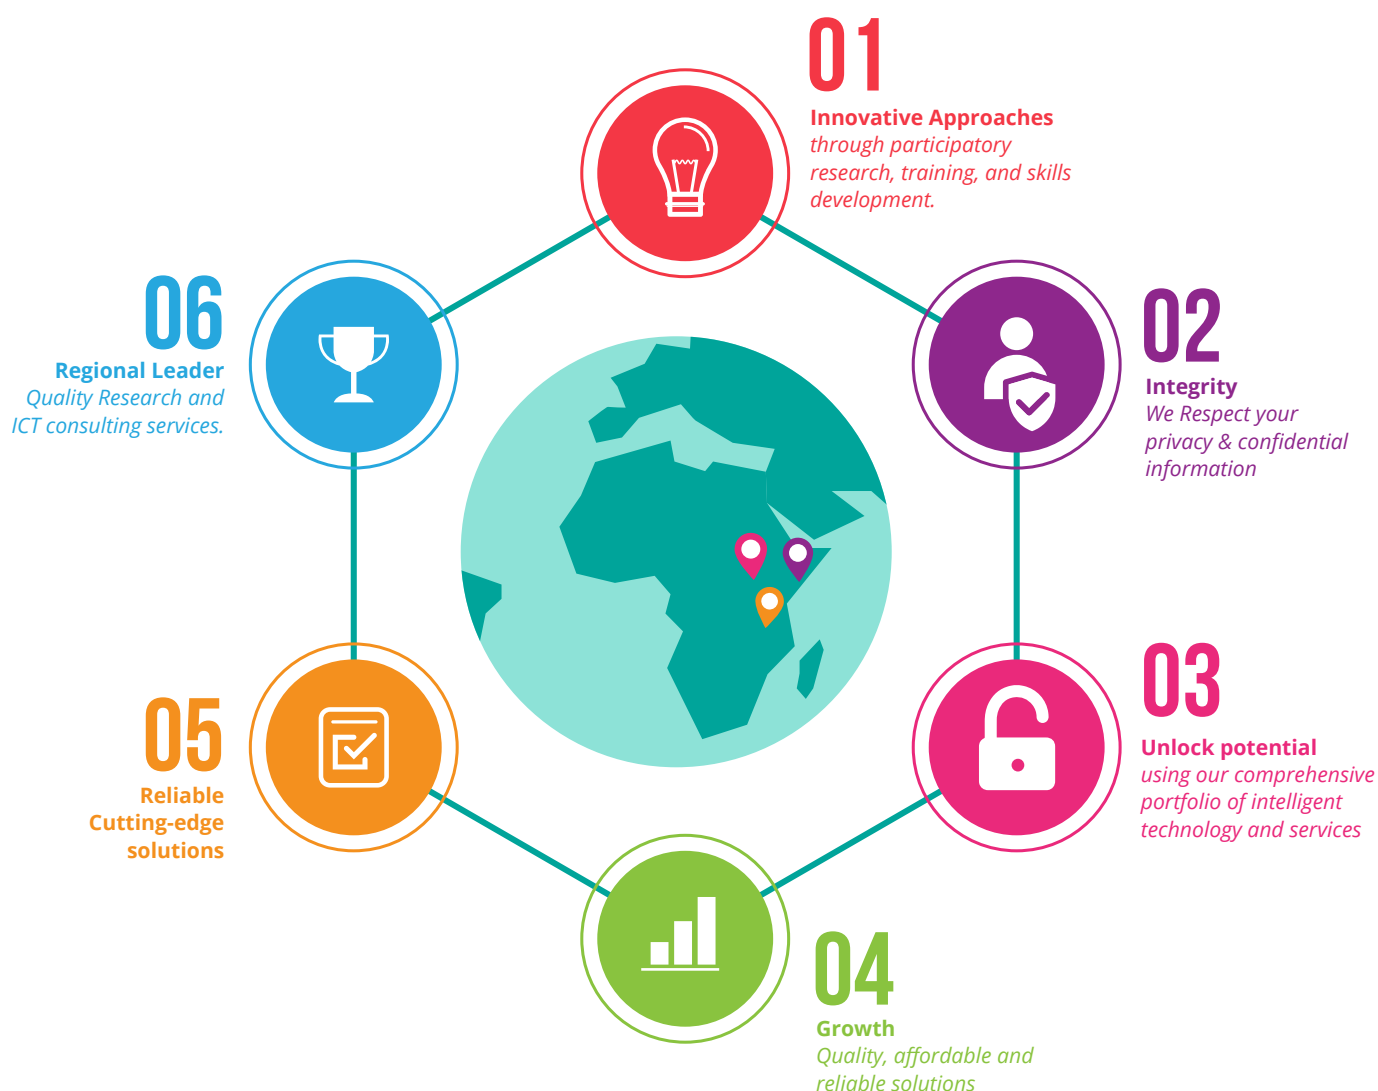 01
Innovative Approaches
through participatory
research, training, and skills
development.
02
Integrity
We Respect your
privacy & confidential
information
03
Unlock potential
using our comprehensive
portfolio of intelligent
technology and services
04
Growth
Quality, affordable and
reliable solutions
05
Reliable
Cutting-edge
solutions
06
Regional Leader
Quality Research and
ICT consulting services.